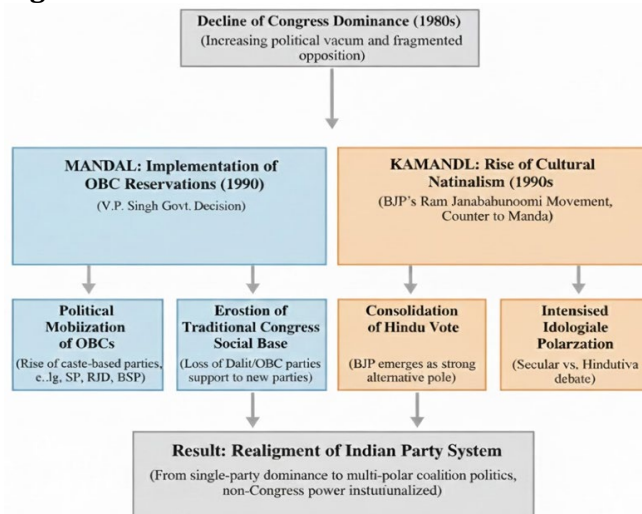 Decline of Congress Dominance (1980s)
(Increasing political vacum and fragmented
opposition)
MANDAL: Implementation of
OBC Reservations (1990)
(V.P. Singh Govt. Decision)
KAMANDL: Rise of Cultural
Natinalism (1990s
(BJP's Ram Janabahunoomi Movement,
Counter to Manda)
Political
Mobiization
of OBCs
(Rise of caste-based parties,
e..lg, SP, RJD, BSP)
Erostion of
Traditional Congress
Social Base
(Loss of Dalit/OBC parties
support to new parties)
Consolidation
of Hindu Vote
(BJP emerges as strong
alternative pole)
Intensised
Idologiale
Polarzation
(Secular vs. Hindutiva
debate)
Result: Realigment of Indian Party System
(From single-party dominance to multi-polar coalition politics,
non-Congress power instutiunalized)